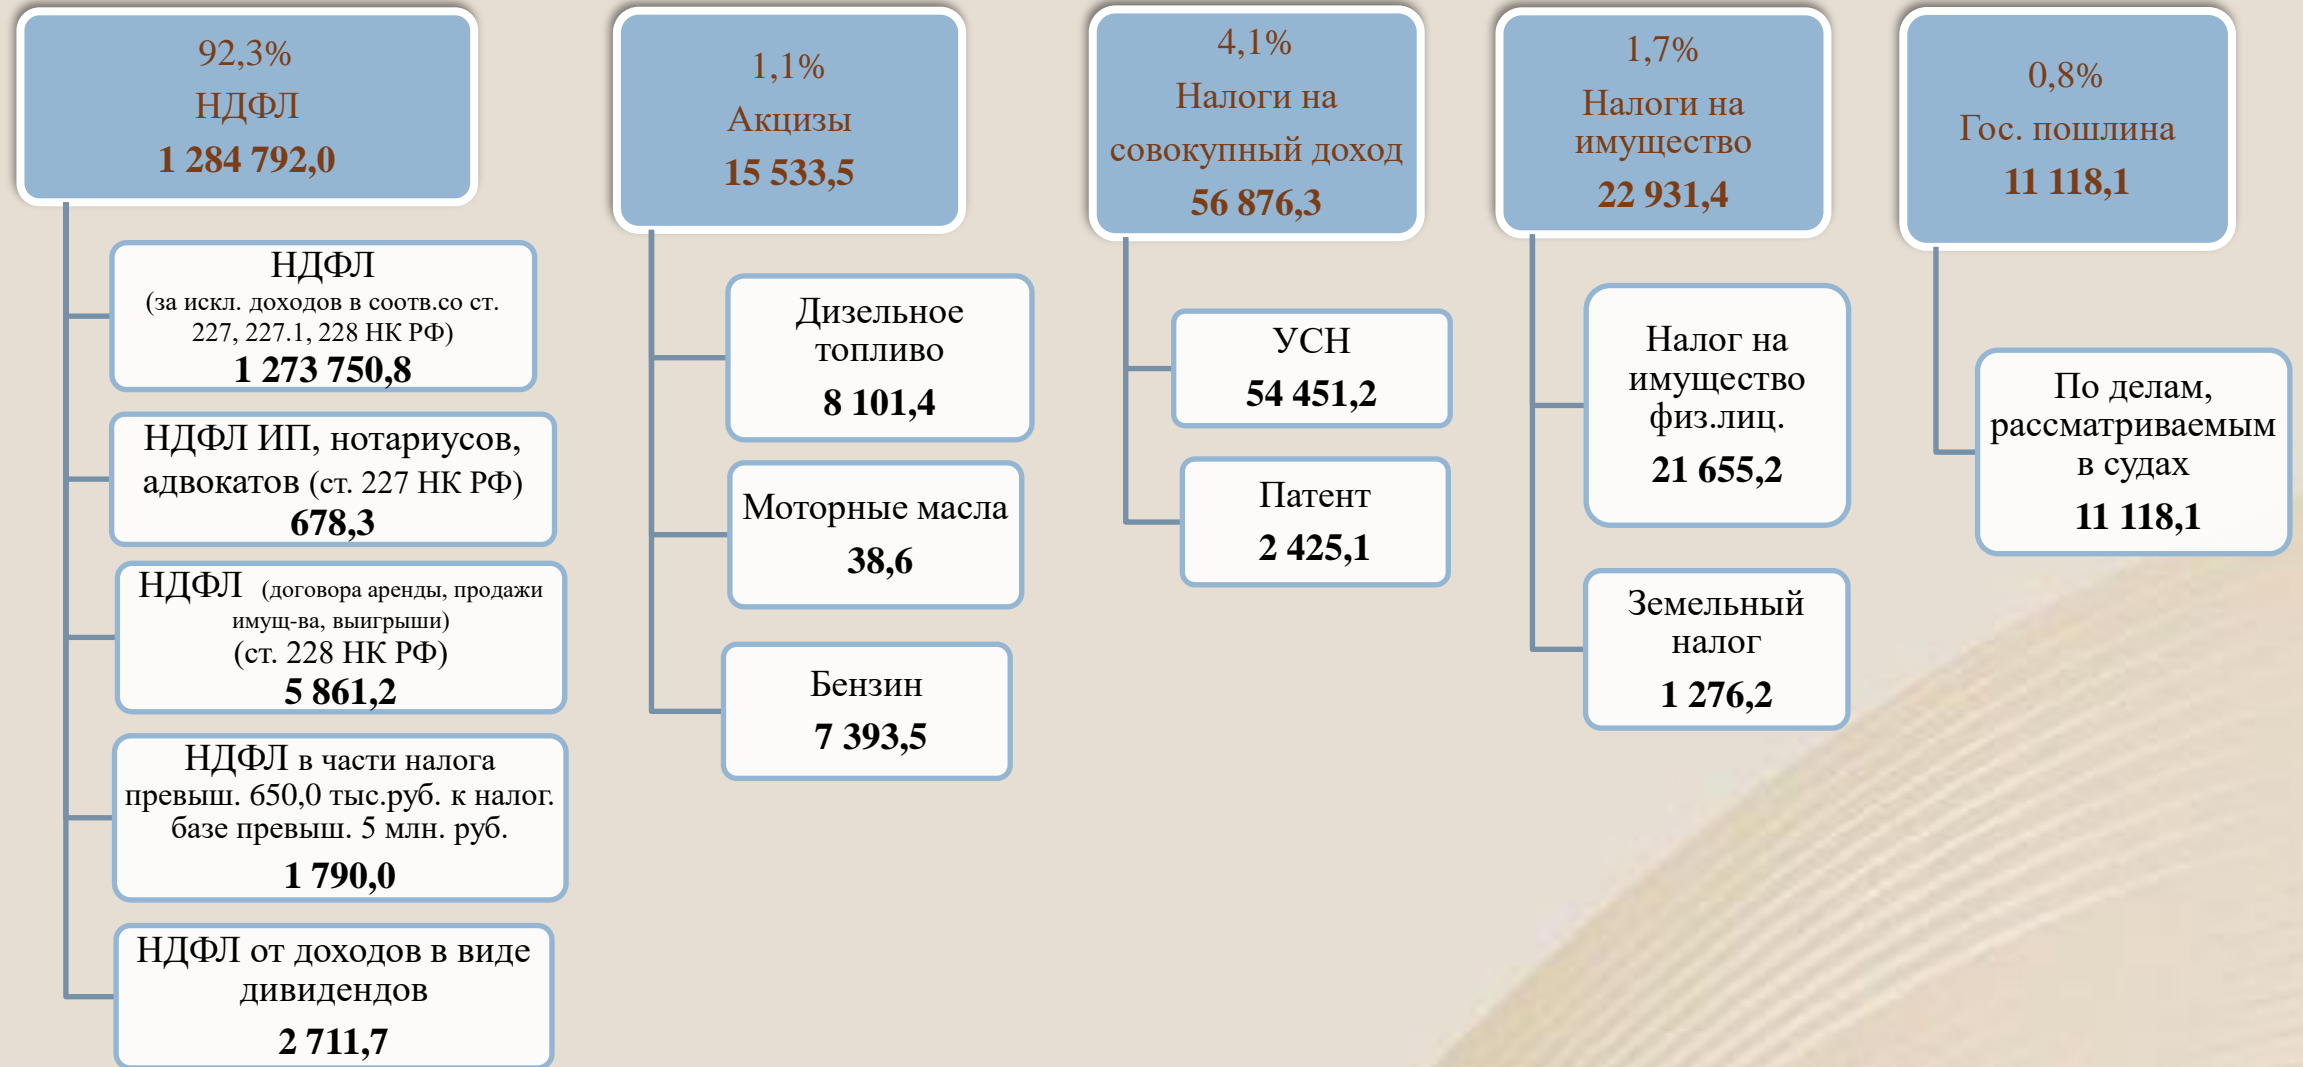 92,3%
НДФЛ
1 284 792,0
НДФЛ
(за искл. доходов в соотв.со ст.
227, 227.1, 228 НК РФ)
1 273 750,8
НДФЛ ИП, нотариусов,
адвокатов (ст. 227 НК РФ)
678,3
НДФЛ (договора аренды, продажи
имущ-ва, выигрыши)
(ст. 228 НК РФ)
5 861,2
НДФЛ в части налога
превыш. 650,0 тыс.руб. к налог.
базе превыш. 5 млн. руб.
1 790,0
НДФЛ от доходов в виде
дивидендов
2 711,7
1,1%
Акцизы
15 533,5
Дизельное
топливо
8 101,4
Моторные масла
38,6
Бензин
7 393,5
4,1%
Налоги на
совокупный доход
56 876,3
УСН
54 451,2
Патент
2 425,1
1,7%
Налоги на
имущество
22 931,4
Налог на
имущество
физ.лиц.
21 655,2
Земельный
налог
1 276,2
0,8%
Гос. пошлина
11 118,1
По делам,
рассматриваемым
в судах
11 118,1